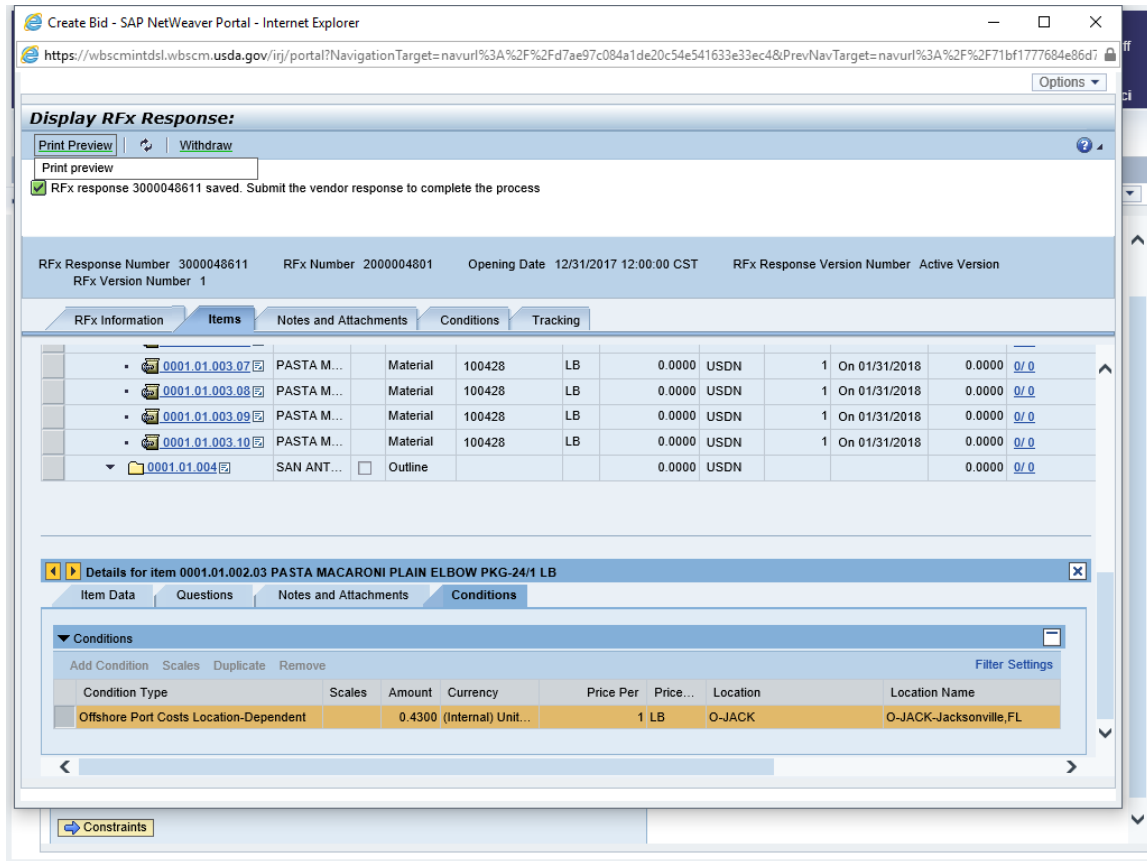 Create Bid - SAP NetWeaver Portal - Internet Explorer
https://wbscmintdsl.wbscm.usda.gov/irj/portal?NavigationTarget=navurl%3A%2F%2Fd7ae97c084a1de20c54e541633e33ec4&PrevNavTarget=navurl%3A%2F%2F71bf1777684e86d7
ff
Options
ci
Display RFx Response:
Print Preview Withdraw
Print preview
RFx response 3000048611 saved. Submit the vendor response to complete the process
RFx Response Number 3000048611 RFx Number 2000004801 Opening Date 12/31/2017 12:00:00 CST RFx Response Version Number Active Version
RFx Version Number 1
RFx Information Items Notes and Attachments Conditions Tracking
0001.01.003.07 PASTA M... Material 100428 LB 0.0000 USDN 1 On 01/31/2018 0.0000 0/ 0
0001.01.003.08 PASTA M... Material 100428 LB 0.0000 USDN 1 On 01/31/2018 0.0000 0/ 0
0001.01.003.09 PASTA M... Material 100428 LB 0.0000 USDN 1 On 01/31/2018 0.0000 0/ 0
0001.01.003.10 PASTA M... Material 100428 LB 0.0000 USDN 1 On 01/31/2018 0.0000 0/ 0
0001.01.004 SAN ANT... Outline 0.0000 USDN 0.0000 0/ 0
Details for item 0001.01.002.03 PASTA MACARONI PLAIN ELBOW PKG-24/1 LB
Item Data Questions Notes and Attachments Conditions
Conditions
Add Condition Scales Duplicate Remove Filter Settings
Condition Type Scales Amount Currency Price Per Price... Location Location Name
Offshore Port Costs Location-Dependent 0.4300 (Internal) Unit... 1 LB O-JACK O-JACK-Jacksonville,FL
Constraints